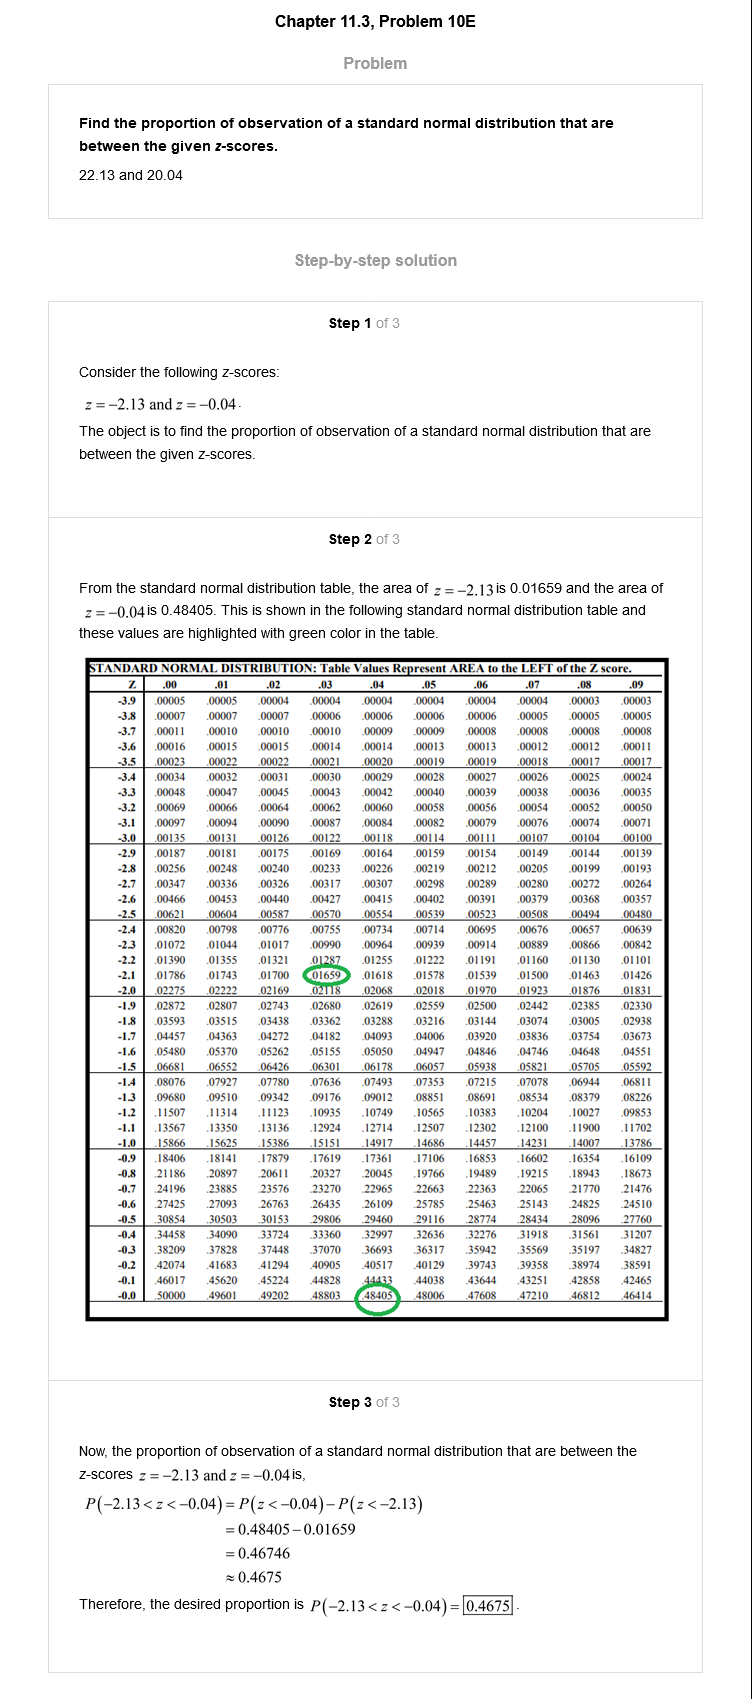 Chapter 11.3, Problem 10E
Problem
Find the proportion of observation of a standard normal distribution that are
between the given z-scores.
22.13 and 20.04
Step-by-step solution
Step 1 of 3
Consider the following z-scores:
z = −2.13 and z = −0.04.
The object is to find the proportion of observation of a standard normal distribution that are
between the given z-scores.
Step 2 of 3
From the standard normal distribution table, the area of z = −2.13 is 0.01659 and the area of
z = −0.04 is 0.48405. This is shown in the following standard normal distribution table and
these values are highlighted with green color in the table.
STANDARD NORMAL DISTRIBUTION: Table Values Represent AREA to the LEFT of the Z score.
Z .00 .01 .02 .03 .04 .05 .06 .07 .08 .09
-3.9 .00005 .00005 .00004 .00004 .00004 .00004 .00004 .00004 .00003 .00003
-3.8 .00007 .00007 .00007 .00006 .00006 .00006 .00006 .00005 .00005 .00005
-3.7 .00011 .00010 .00010 .00010 .00009 .00009 .00008 .00008 .00008 .00008
-3.6 .00016 .00015 .00015 .00014 .00014 .00013 .00013 .00012 .00012 .00011
-3.5 .00023 .00022 .00022 .00021 .00020 .00019 .00019 .00018 .00017 .00017
-3.4 .00034 .00032 .00031 .00030 .00029 .00028 .00027 .00026 .00025 .00024
-3.3 .00048 .00047 .00045 .00043 .00042 .00040 .00039 .00038 .00036 .00035
-3.2 .00069 .00066 .00064 .00062 .00060 .00058 .00056 .00054 .00052 .00050
-3.1 .00097 .00094 .00090 .00087 .00084 .00082 .00079 .00076 .00074 .00071
-3.0 .00135 .00131 .00126 .00122 .00118 .00114 .00111 .00107 .00104 .00100
-2.9 .00187 .00181 .00175 .00169 .00164 .00159 .00154 .00149 .00144 .00139
-2.8 .00256 .00248 .00240 .00233 .00226 .00219 .00212 .00205 .00199 .00193
-2.7 .00347 .00336 .00326 .00317 .00307 .00298 .00289 .00280 .00272 .00264
-2.6 .00466 .00453 .00440 .00427 .00415 .00402 .00391 .00379 .00368 .00357
-2.5 .00621 .00604 .00587 .00570 .00554 .00539 .00523 .00508 .00494 .00480
-2.4 .00820 .00798 .00776 .00755 .00734 .00714 .00695 .00676 .00657 .00639
-2.3 .01072 .01044 .01017 .00990 .00964 .00939 .00914 .00889 .00866 .00842
-2.2 .01390 .01355 .01321 .01287 .01255 .01222 .01191 .01160 .01130 .01101
-2.1 .01786 .01743 .01700 .01659 .01618 .01578 .01539 .01500 .01463 .01426
-2.0 .02275 .02222 .02169 .02118 .02068 .02018 .01970 .01923 .01876 .01831
-1.9 .02872 .02807 .02743 .02680 .02619 .02559 .02500 .02442 .02385 .02330
-1.8 .03593 .03515 .03438 .03362 .03288 .03216 .03144 .03074 .03005 .02938
-1.7 .04457 .04363 .04272 .04182 .04093 .04006 .03920 .03836 .03754 .03673
-1.6 .05480 .05370 .05262 .05155 .05050 .04947 .04846 .04746 .04648 .04551
-1.5 .06681 .06552 .06426 .06301 .06178 .06057 .05938 .05821 .05705 .05592
-1.4 .08076 .07927 .07780 .07636 .07493 .07353 .07215 .07078 .06944 .06811
-1.3 .09680 .09510 .09342 .09176 .09012 .08851 .08691 .08534 .08379 .08226
-1.2 .11507 .11314 .11123 .10935 .10749 .10565 .10383 .10204 .10027 .09853
-1.1 .13567 .13350 .13136 .12924 .12714 .12507 .12302 .12100 .11900 .11702
-1.0 .15866 .15625 .15386 .15151 .14917 .14686 .14457 .14231 .14007 .13786
-0.9 .18406 .18141 .17879 .17619 .17361 .17106 .16853 .16602 .16354 .16109
-0.8 .21186 .20897 .20611 .20327 .20045 .19766 .19489 .19215 .18943 .18673
-0.7 .24196 .23885 .23576 .23270 .22965 .22663 .22363 .22065 .21770 .21476
-0.6 .27425 .27093 .26763 .26435 .26109 .25785 .25463 .25143 .24825 .24510
-0.5 .30854 .30503 .30153 .29806 .29460 .29116 .28774 .28434 .28096 .27760
-0.4 .34458 .34090 .33724 .33360 .32997 .32636 .32276 .31918 .31561 .31207
-0.3 .38209 .37828 .37448 .37070 .36693 .36317 .35942 .35569 .35197 .34827
-0.2 .42074 .41683 .41294 .40905 .40517 .40129 .39743 .39358 .38974 .38591
-0.1 .46017 .45620 .45224 .44828 .44433 .44038 .43644 .43251 .42858 .42465
-0.0 .50000 .49601 .49202 .48803 .48405 .48006 .47608 .47210 .46812 .46414
Step 3 of 3
Now, the proportion of observation of a standard normal distribution that are between the
z-scores z = −2.13 and z = −0.04 is,
P(−2.13 < z < −0.04) = P(z < −0.04) − P(z < −2.13)
= 0.48405 − 0.01659
= 0.46746
≈ 0.4675
Therefore, the desired proportion is P(−2.13 < z < −0.04) = 0.4675.